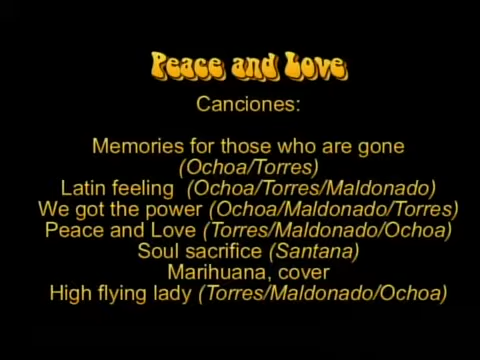 Peace and Love
Canciones:
Memories for those who are gone
(Ochoa/Torres)
Latin feeling (Ochoa/Torres/Maldonado)
We got the power (Ochoa/Maldonado/Torres)
Peace and Love (Torres/Maldonado/Ochoa)
Soul sacrifice (Santana)
Marihuana, cover
High flying lady (Torres/Maldonado/Ochoa)